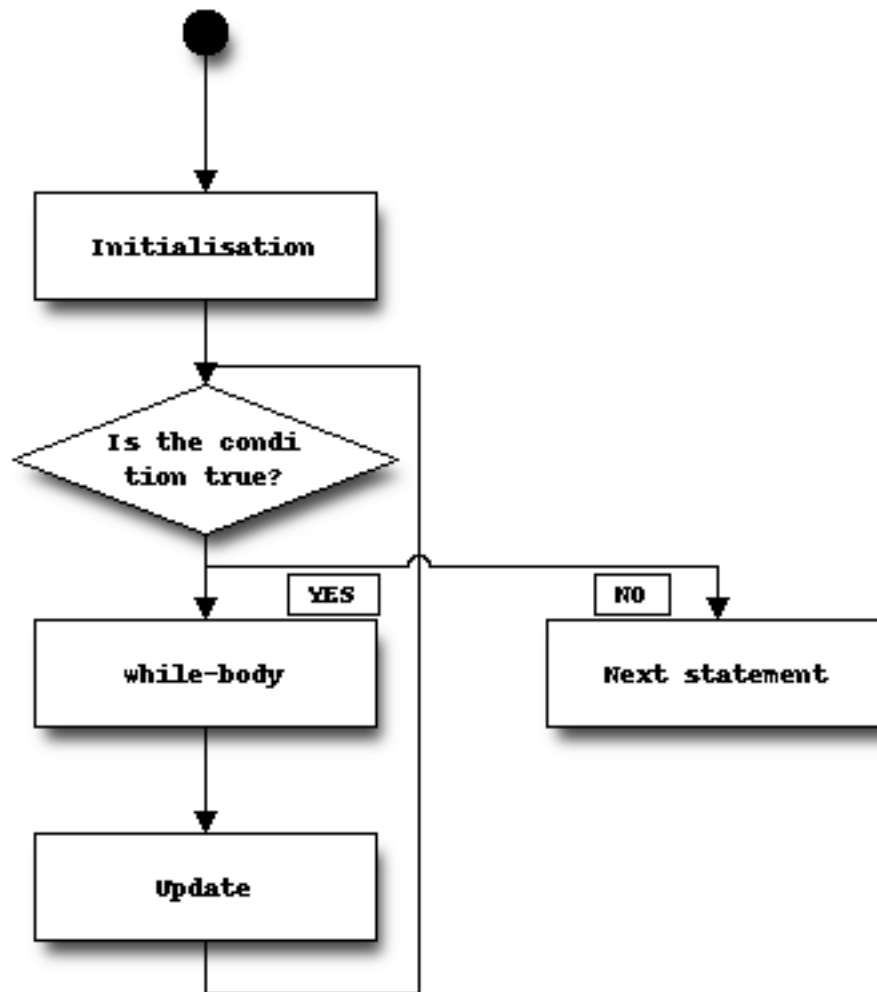 Initialisation
Is the condi
tion true?
YES
NO
while-body
Next statement
Update